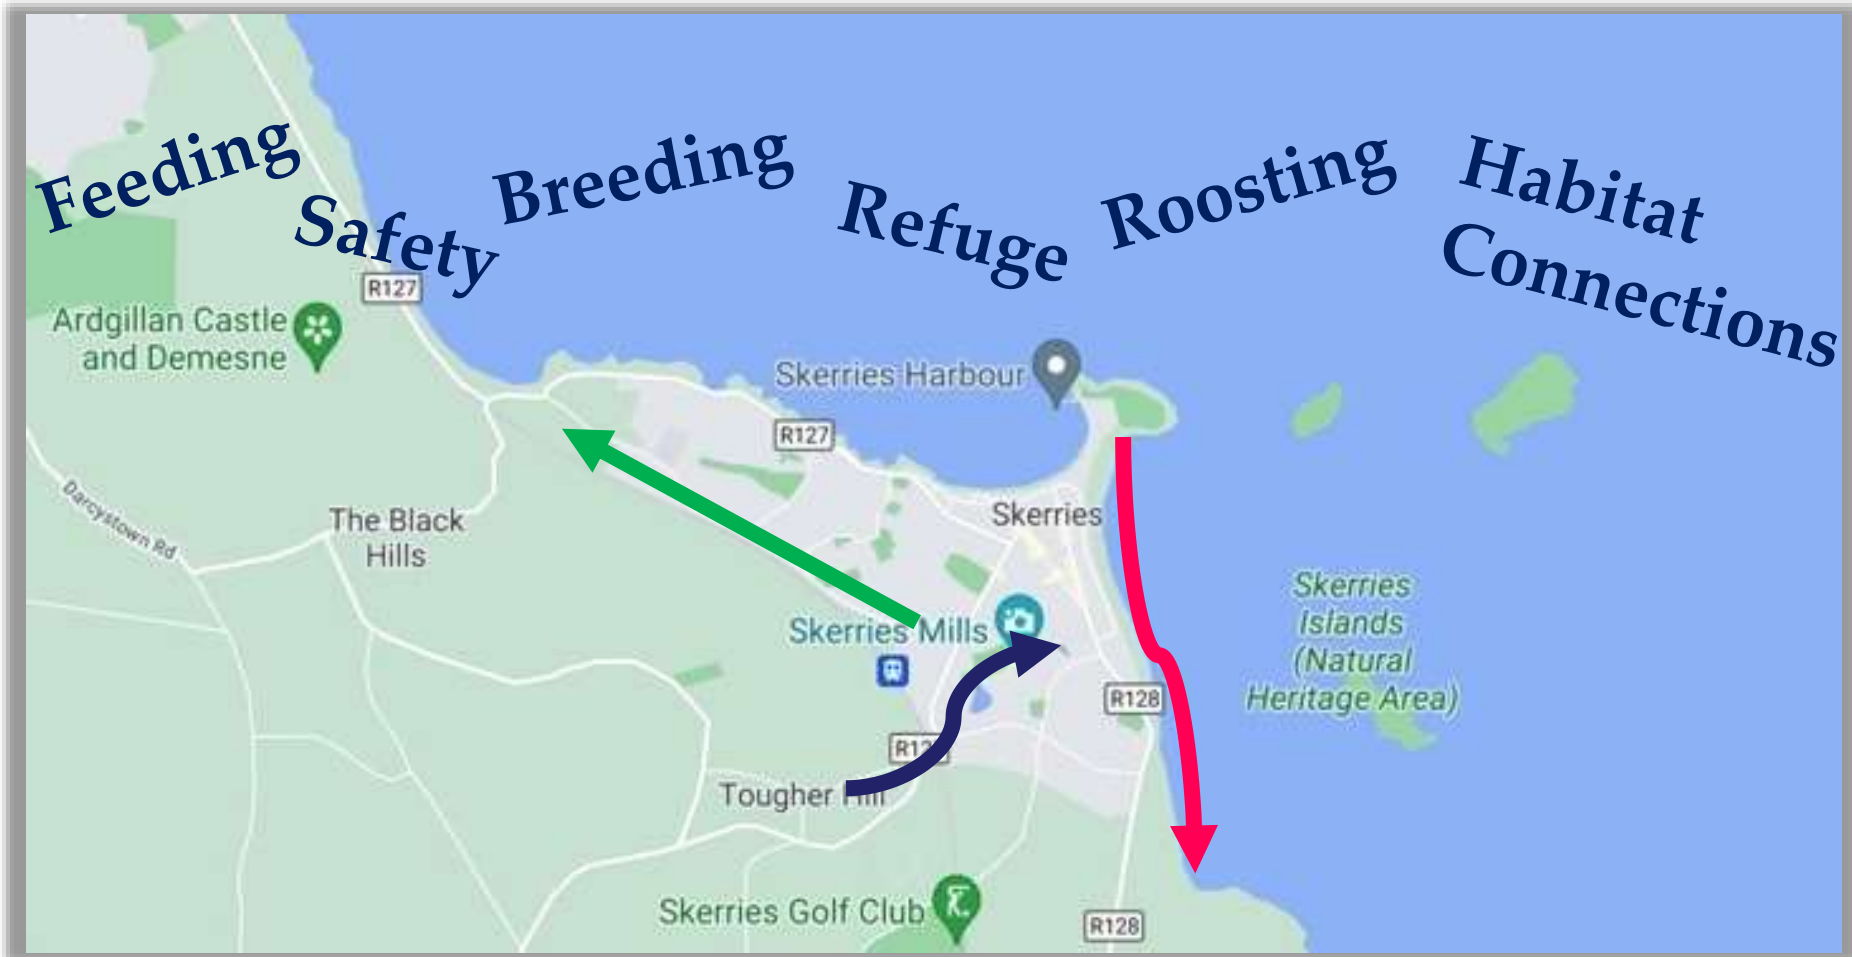 Feeding
Safety
Breeding
Refuge
Roosting
Habitat
Connections
R127
Ardgillan Castle
and Demesne
Skerries Harbour
R127
Darcystown Rd
The Black
Hills
Skerries
Skerries Mills
Skerries
Islands
(Natural
Heritage Area)
R128
Tougher Hill
Skerries Golf Club
R128